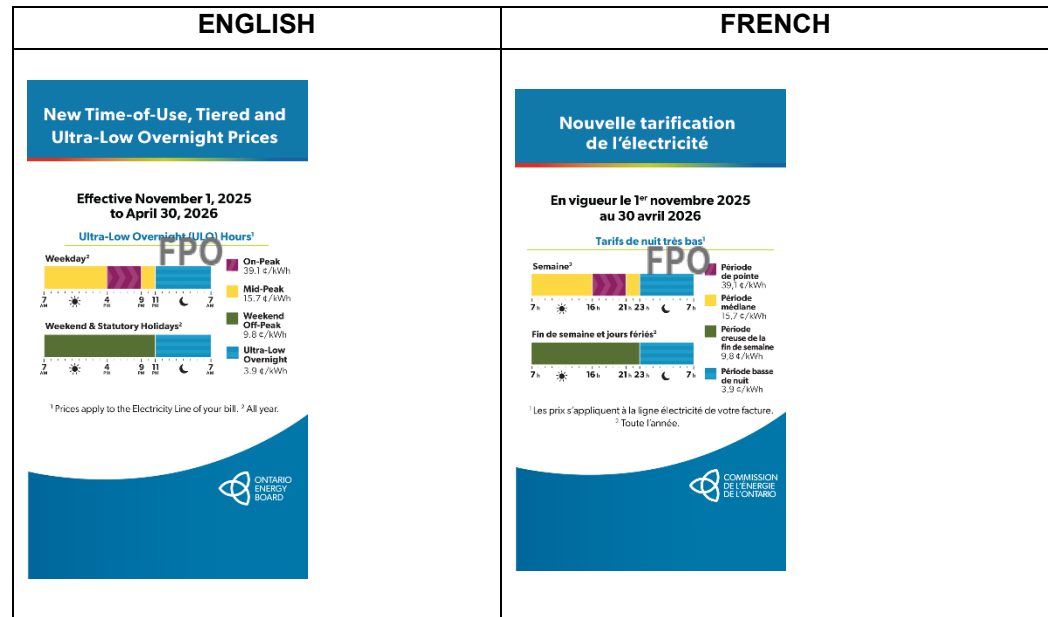 ENGLISH
FRENCH
New Time-of-Use, Tiered and
Ultra-Low Overnight Prices
Effective November 1, 2025
to April 30, 2026
Ultra-Low Overnight (ULO) Hours¹
FPO
Weekday²
7 AM 4 PM 9 PM 11 PM 7 AM
Weekend & Statutory Holidays²
7 AM 4 PM 9 PM 11 PM 7 AM
On-Peak
39.1 ¢/kWh
Mid-Peak
15.7 ¢/kWh
Weekend
Off-Peak
9.8 ¢/kWh
Ultra-Low
Overnight
3.9 ¢/kWh
¹ Prices apply to the Electricity Line of your bill. ² All year.
ONTARIO
ENERGY
BOARD
Nouvelle tarification
de l'électricité
En vigueur le 1er novembre 2025
au 30 avril 2026
Tarifs de nuit très bas¹
FPO
Semaine²
7 h 16 h 21 h 23 h 7 h
Fin de semaine et jours fériés²
7 h 16 h 21 h 23 h 7 h
Période
de pointe
39,1 ¢/kWh
Période
médiane
15,7 ¢/kWh
Période
creuse de la
fin de semaine
9,8 ¢/kWh
Période basse
de nuit
3,9 ¢/kWh
¹ Les prix s'appliquent à la ligne électricité de votre facture.
² Toute l'année.
COMMISSION
DE L'ÉNERGIE
DE L'ONTARIO